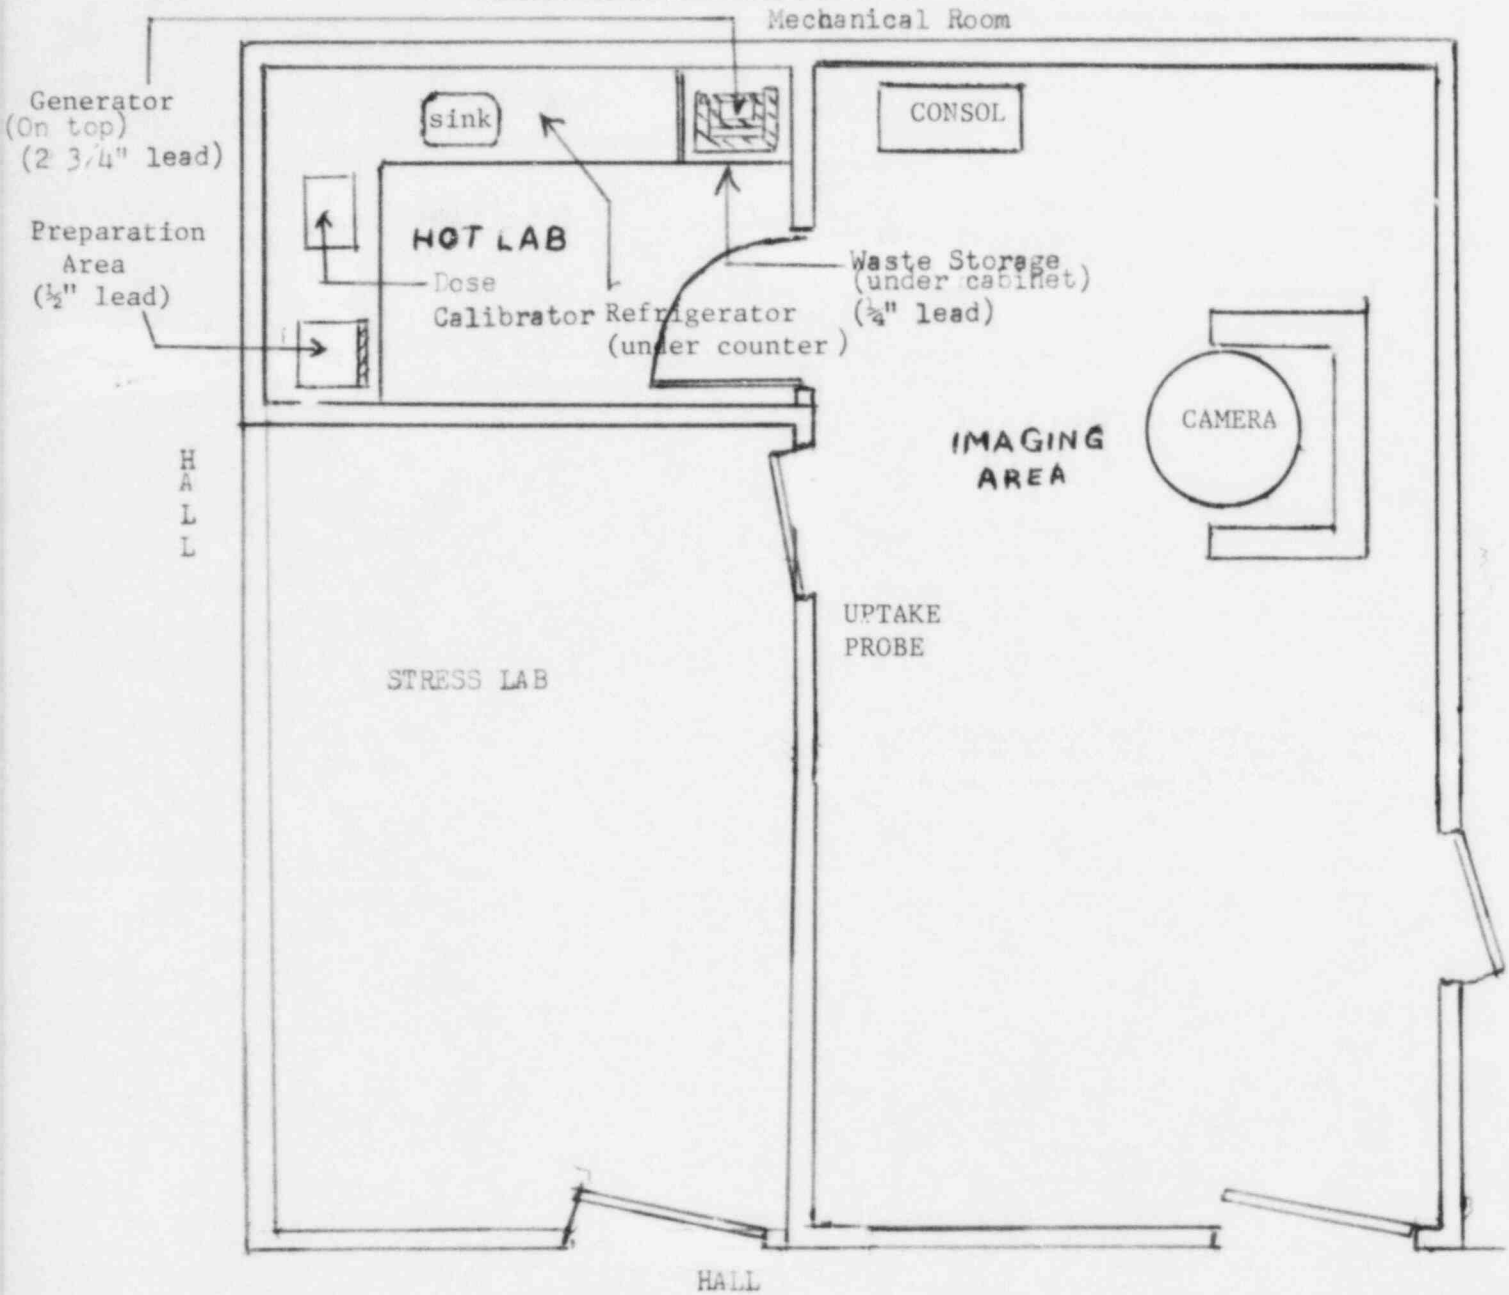 Mechanical Room
Generator
(On top)
(2 3/4" lead)
sink
CONSOL
Preparation
Area
(½" lead)
HOT LAB
Dose
Calibrator
Refrigerator
(under counter)
Waste Storage
(under cabinet)
(¼" lead)
CAMERA
IMAGING
AREA
HALL
UPTAKE
PROBE
STRESS LAB
HALL